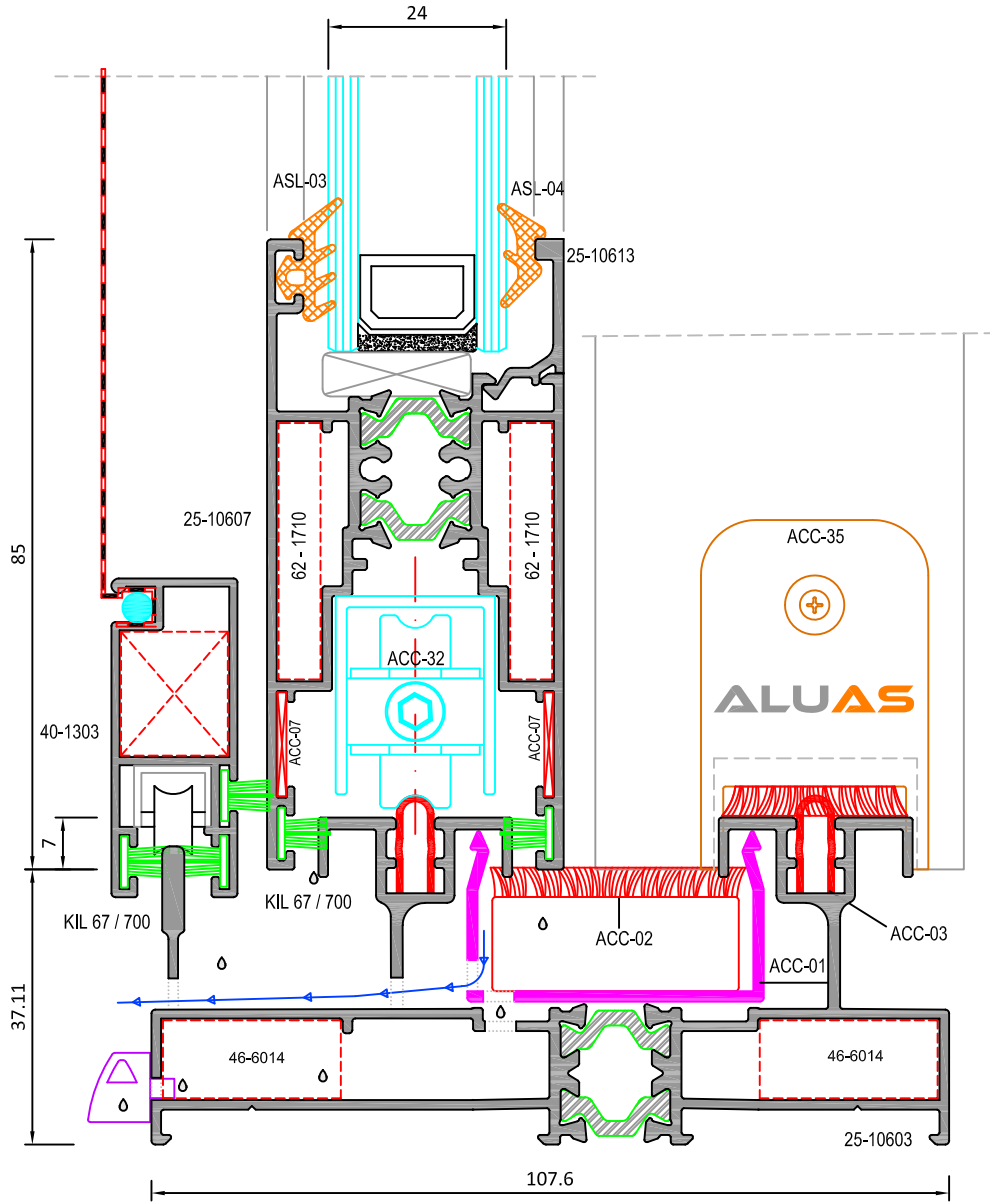 24
ASL-03
ASL-04
25-10613
25-10607
62 - 1710
62 - 1710
85
ACC-35
ACC-32
ALUAS
40-1303
ACC-07
ACC-07
7
KIL 67 / 700
KIL 67 / 700
ACC-02
ACC-03
ACC-01
37.11
46-6014
46-6014
25-10603
107.6